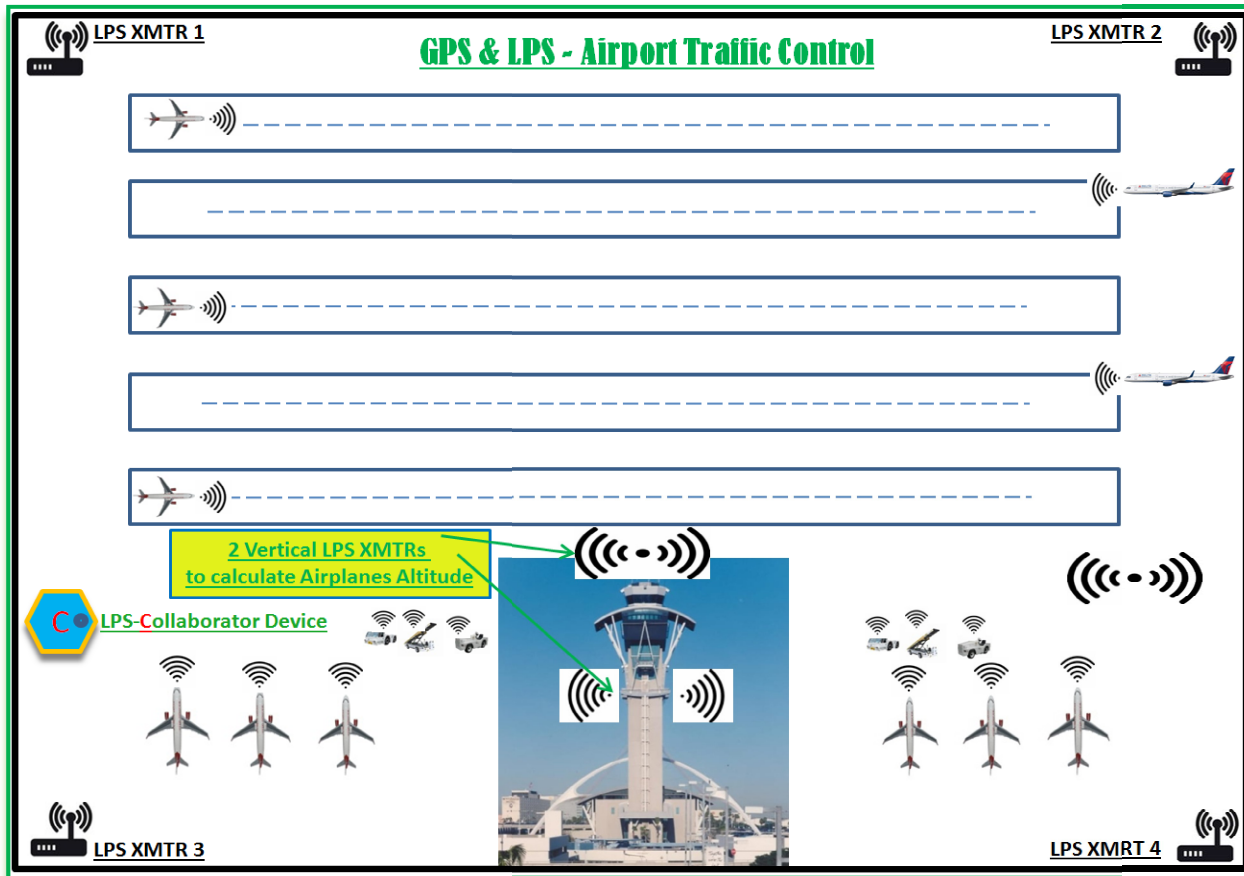 LPS XMTR 1
LPS XMTR 2
GPS & LPS - Airport Traffic Control
2 Vertical LPS XMTRs
to calculate Airplanes Altitude
C
LPS-Collaborator Device
LPS XMTR 3
LPS XMRT 4